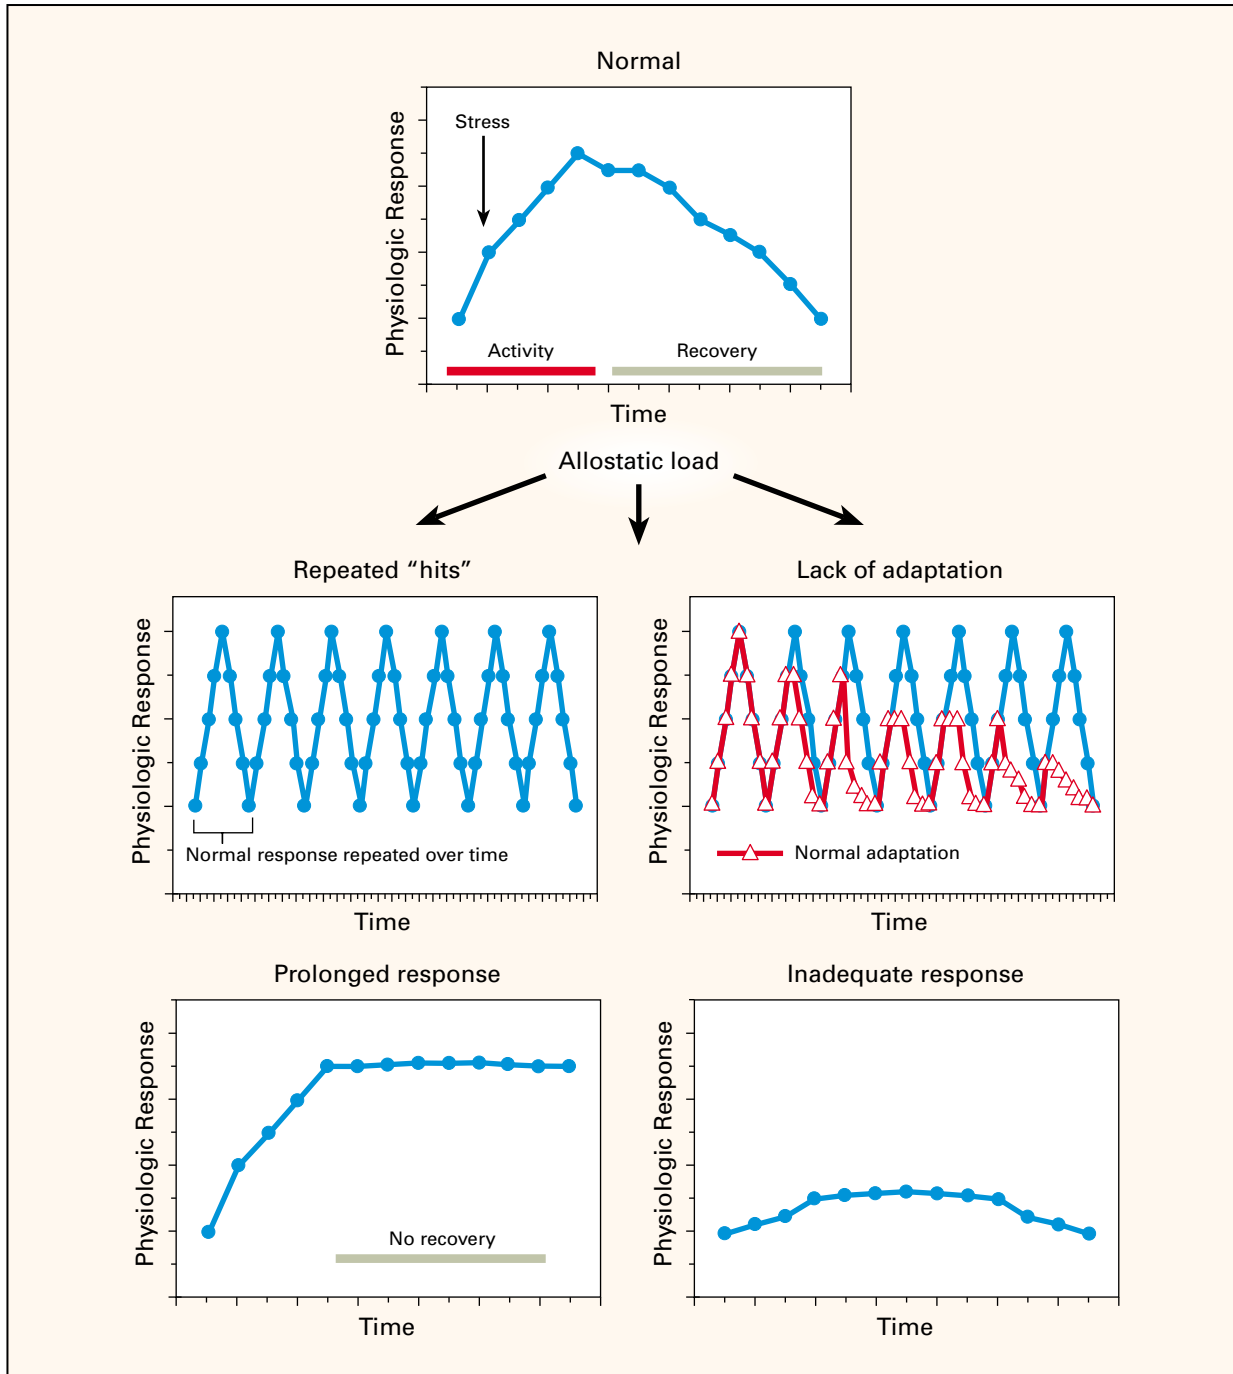 Normal
Physiologic Response
Stress
Activity
Recovery
Time
Allostatic load
Repeated “hits”
Physiologic Response
Normal response repeated over time
Time
Lack of adaptation
Physiologic Response
Normal adaptation
Time
Prolonged response
Physiologic Response
No recovery
Time
Inadequate response
Physiologic Response
Time